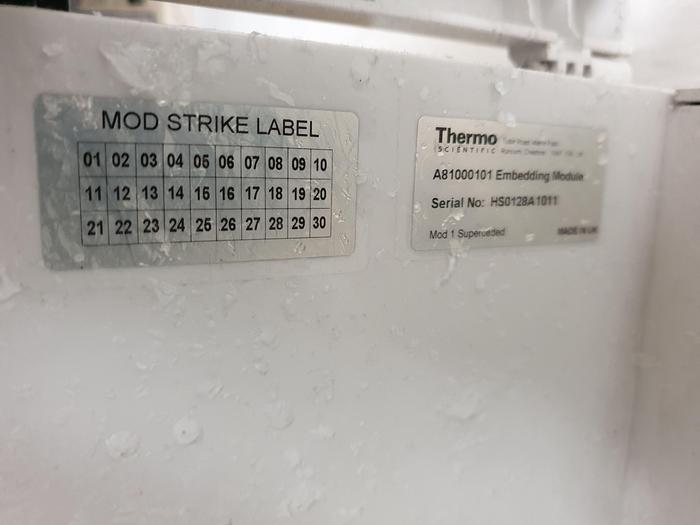 MOD STRIKE LABEL
01 02 03 04 05 06 07 08 09 10
11 12 13 14 15 16 17 18 19 20
21 22 23 24 25 26 27 28 29 30
Thermo
SCIENTIFIC
A81000101 Embedding Module
Serial No: HS0128A1011
Mod 1 Superceded
MADE IN UK